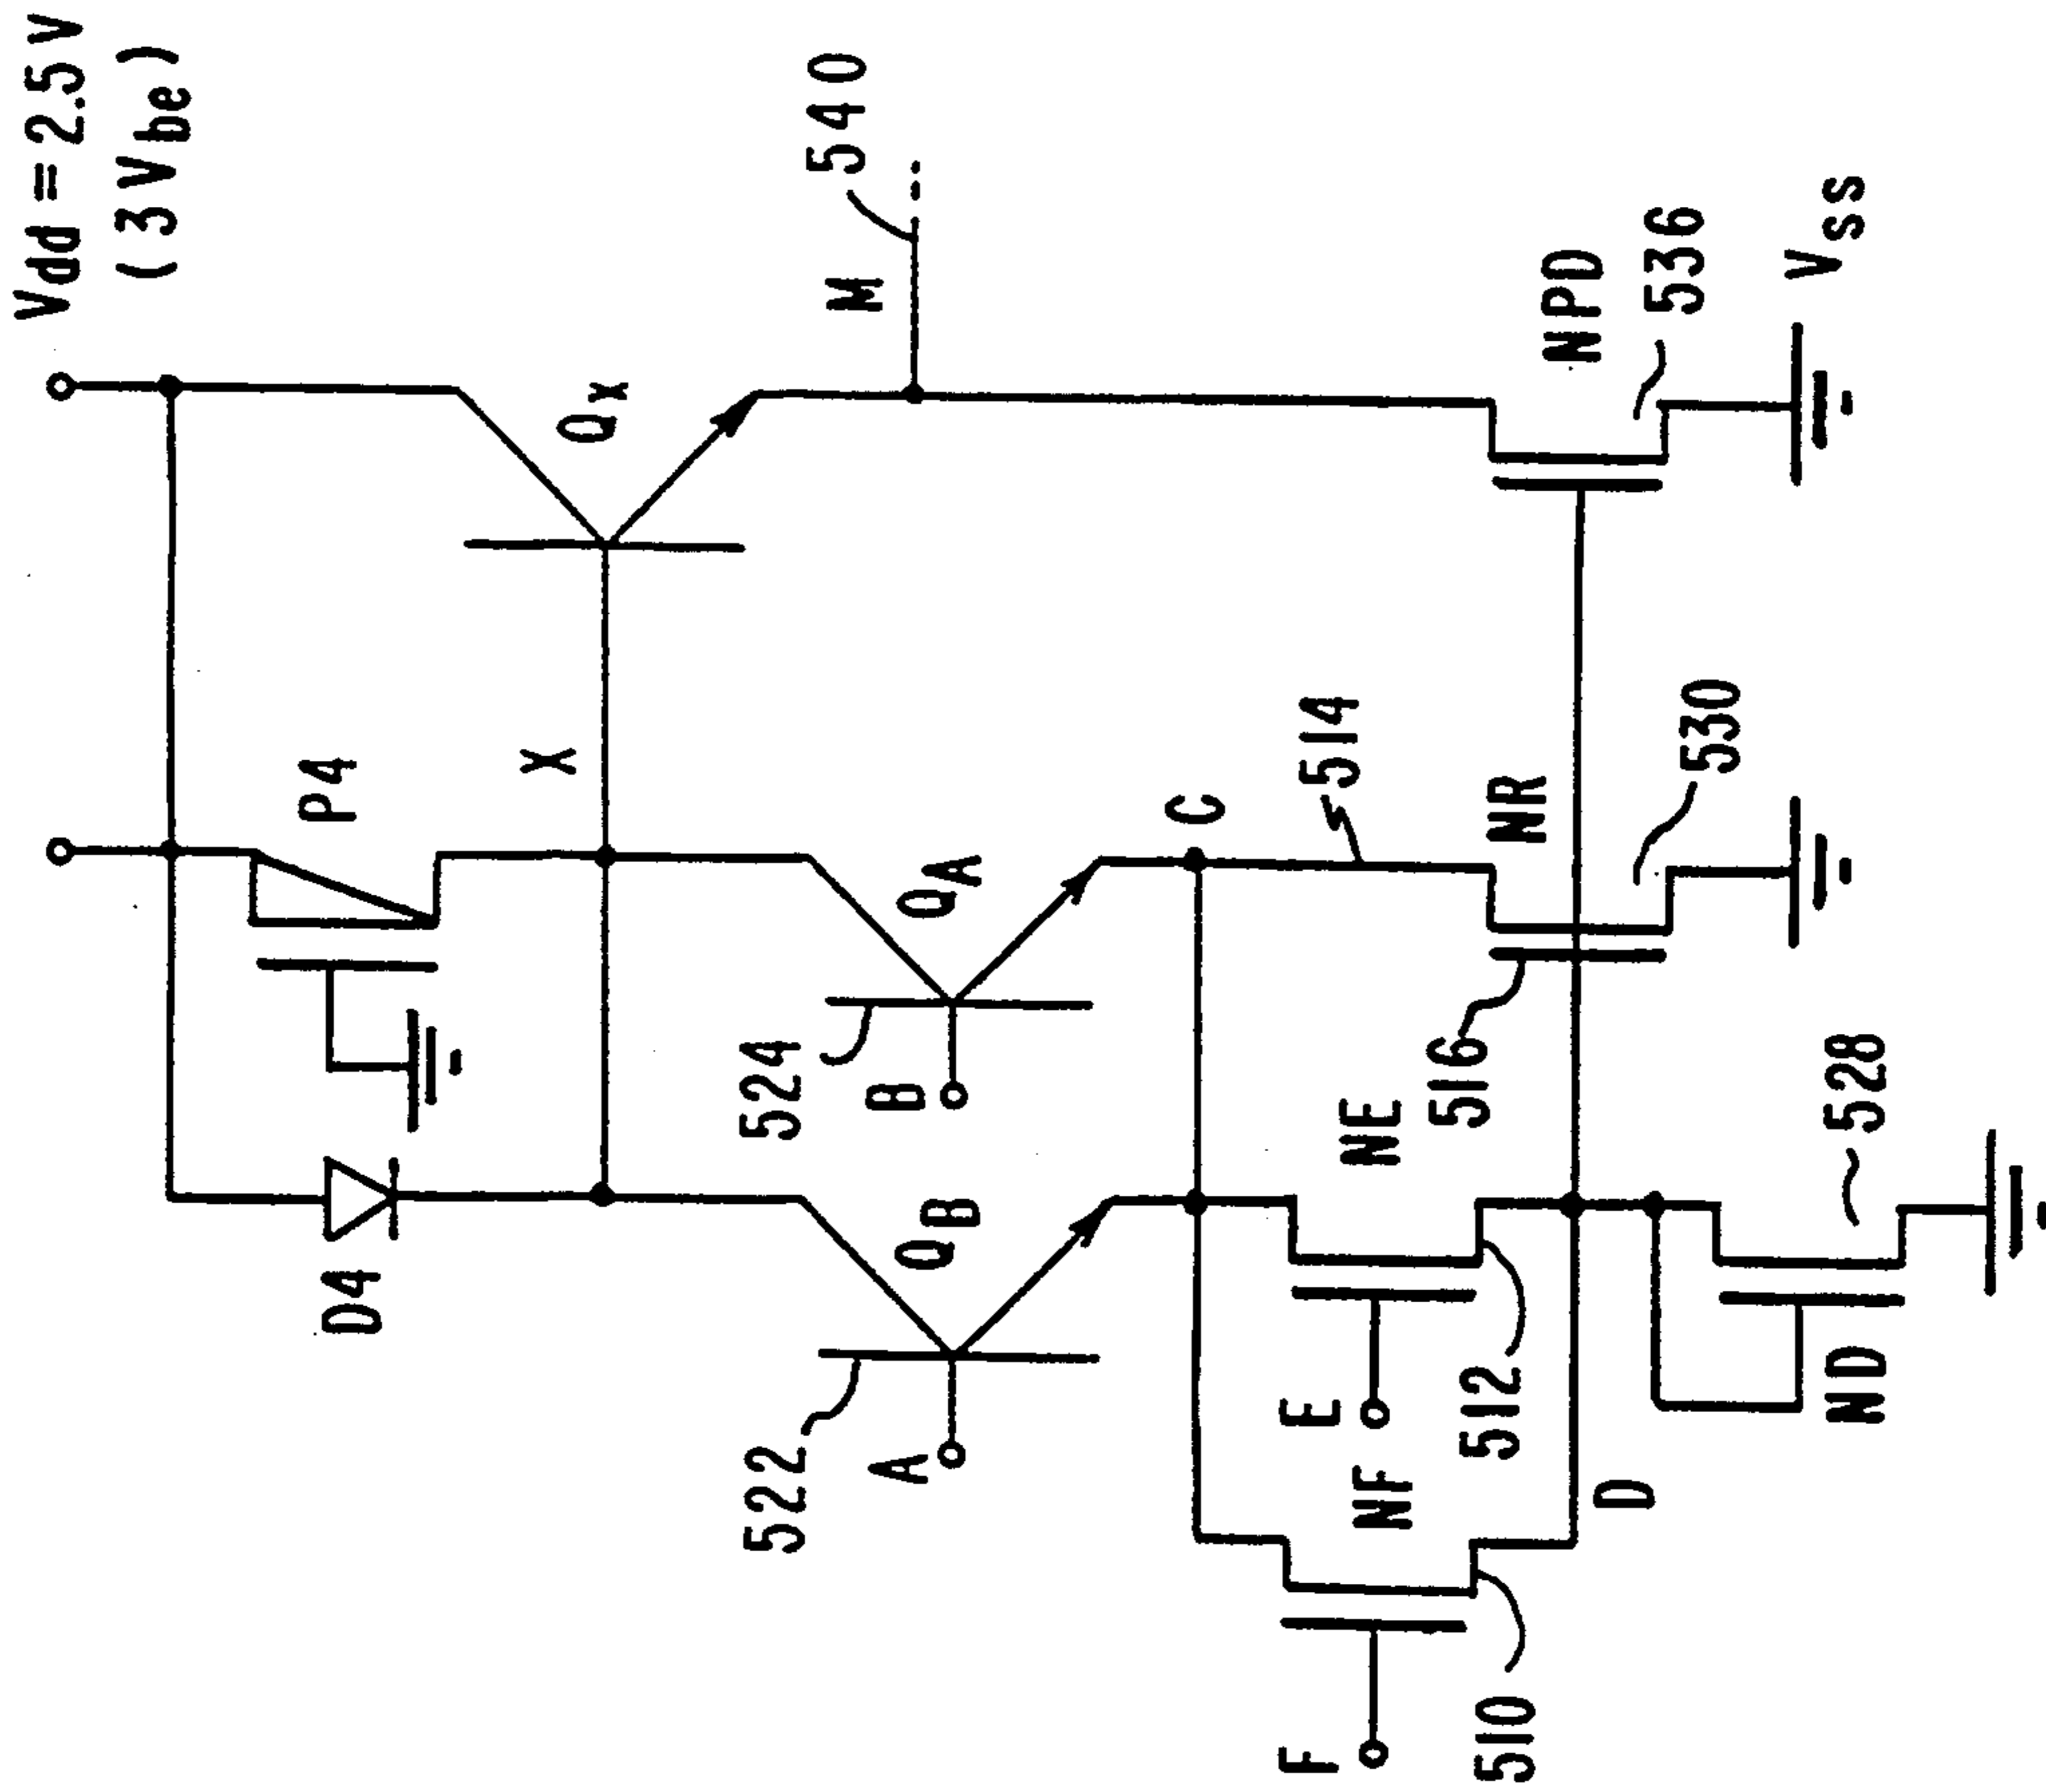 Vdd = 2.5 V
( 3 Vbe )
P4
D4
X
Qx
M
540
524
B
QA
522
A
QB
C
514
NE
E
512
NF
F
510
516
NR
530
D
ND
528
NPD
536
Vss